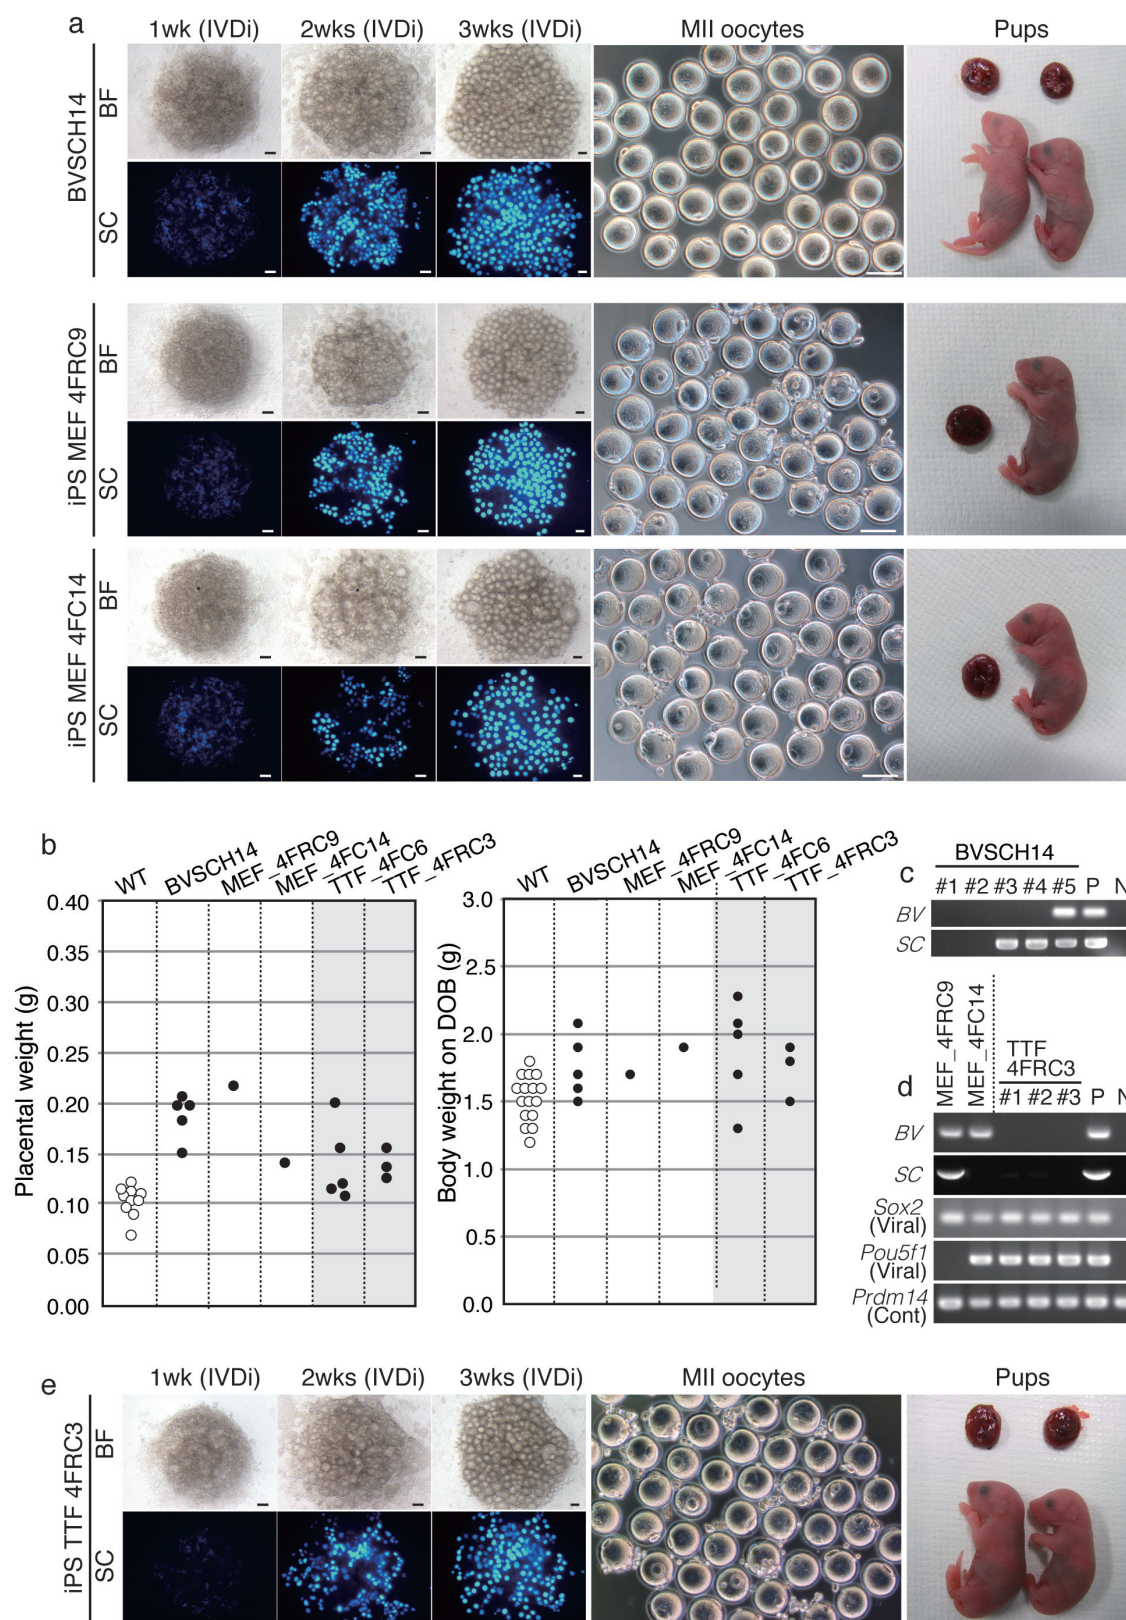 a
1wk (IVDi) 2wks (IVDi) 3wks (IVDi) MII oocytes Pups
BVSCH14
BF
SC
iPS MEF 4FRC9
BF
SC
iPS MEF 4FC14
BF
SC
b
WT BVSCH14 MEF_4FRC9 MEF_4FC14 TTF_4FC6 TTF_4FRC3
Placental weight (g)
0.40
0.35
0.30
0.25
0.20
0.15
0.10
0.05
0.00
WT BVSCH14 MEF_4FRC9 MEF_4FC14 TTF_4FC6 TTF_4FRC3
Body weight on DOB (g)
3.0
2.5
2.0
1.5
1.0
0.5
0.0
c
BVSCH14
#1 #2 #3 #4 #5 P N
BV
SC
d
MEF_4FRC9
MEF_4FC14
TTF
4FRC3
#1 #2 #3 P N
BV
SC
Sox2
(Viral)
Pou5f1
(Viral)
Prdm14
(Cont)
e
1wk (IVDi) 2wks (IVDi) 3wks (IVDi) MII oocytes Pups
iPS TTF 4FRC3
BF
SC